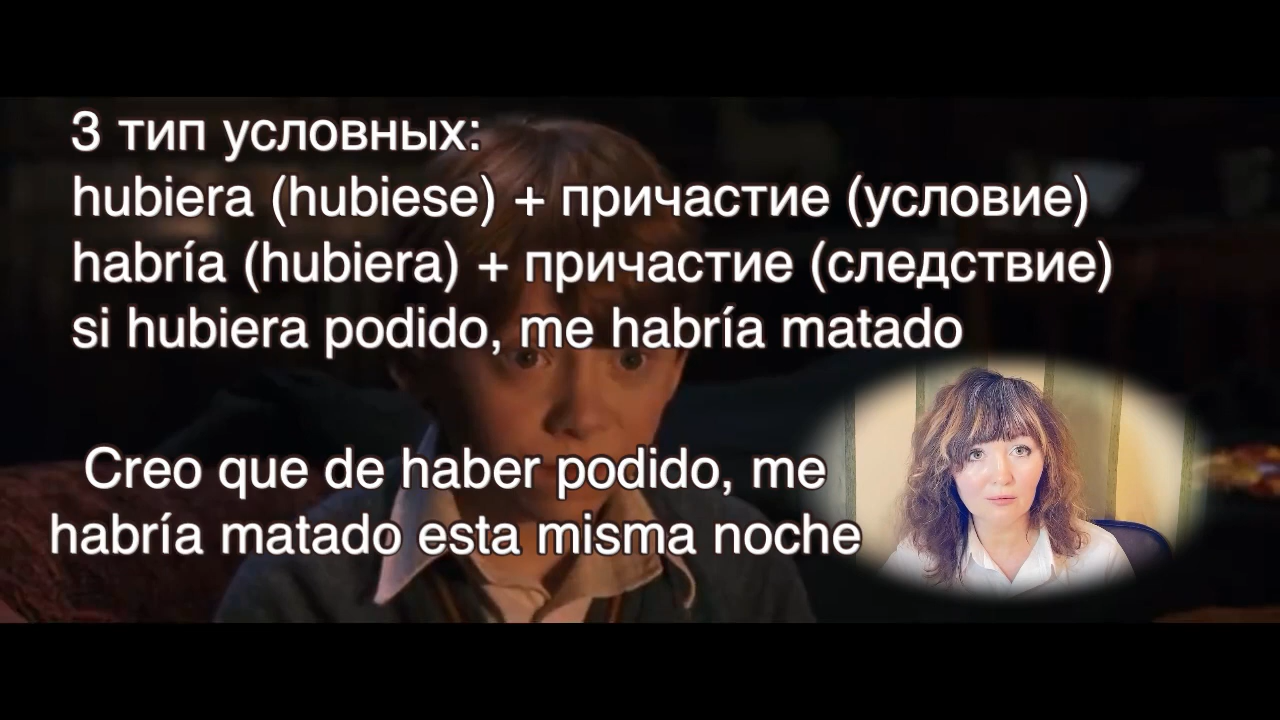 3 тип условных:
hubiera (hubiese) + причастие (условие)
habría (hubiera) + причастие (следствие)
si hubiera podido, me habría matado
Creo que de haber podido, me
habría matado esta misma noche